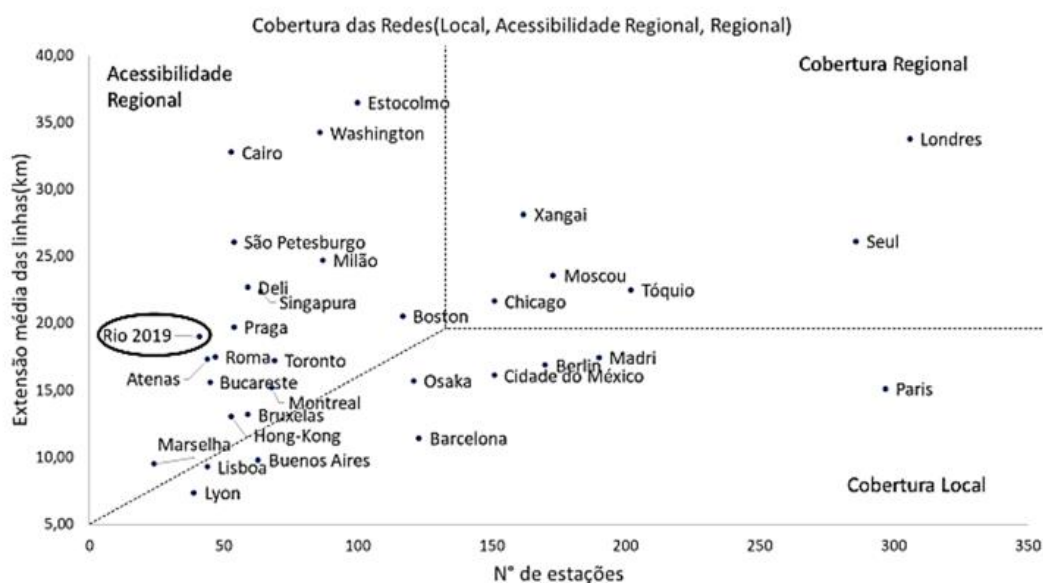 Cobertura das Redes(Local, Acessibilidade Regional, Regional)
Extensão média das linhas(km)
40,00
35,00
30,00
25,00
20,00
15,00
10,00
5,00
Acessibilidade
Regional
Cobertura Regional
Estocolmo
Washington
Londres
Cairo
Xangai
São Petesburgo
Seul
Milão
Moscou
Deli
Singapura
Tóquio
Chicago
Boston
Praga
Rio 2019
Roma
Toronto
Madri
Berlin
Atenas
Bucareste
Osaka
Cidade do México
Paris
Montreal
Bruxelas
Hong-Kong
Barcelona
Marselha
Lisboa
Buenos Aires
Lyon
Cobertura Local
0
50
100
150
200
250
300
350
N° de estações